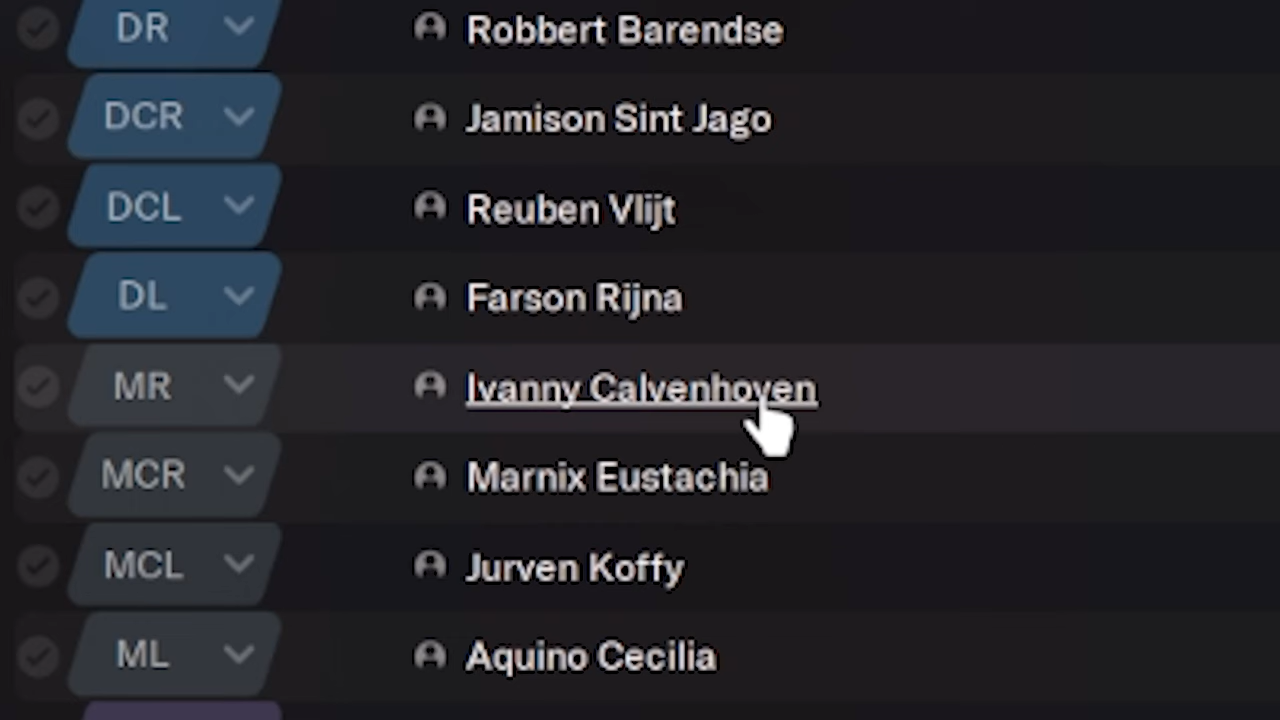 DR Robbert Barendse
DCR Jamison Sint Jago
DCL Reuben Vlijt
DL Farson Rijna
MR Ivanny Calvenhoven
MCR Marnix Eustachia
MCL Jurven Koffy
ML Aquino Cecilia